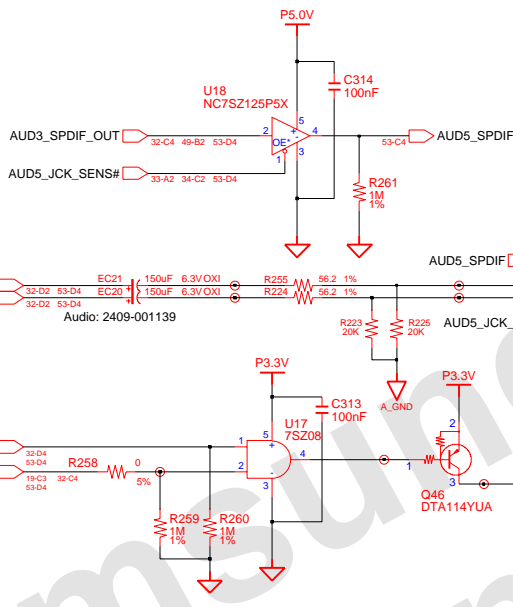 P5.0V
C314
100nF
U18
NC7SZ125P5X
5
+
-
AUD3_SPDIF_OUT
32-C4 49-B2 53-D4
2
4
OE*
53-C4
AUD5_SPDIF
1
3
AUD5_JCK_SENS#
33-A2 34-C2 53-D4
R261
1M
1%
AUD5_SPDIF
EC21 150uF 6.3V OXI
R255 56.2 1%
32-D2 53-D4
EC20 150uF 6.3V OXI
R224 56.2 1%
32-D2 53-D4
Audio: 2409-001139
R223
20K
R225
20K
AUD5_JCK_
A_GND
P3.3V
P3.3V
C313
100nF
U17
7SZ08
5
+
2
1
32-D4
53-D4
4
1
R258
0
5%
2
19-C3 32-C4
53-D4
-
3
3
Q46
DTA114YUA
R259
1M
1%
R260
1M
1%
msung